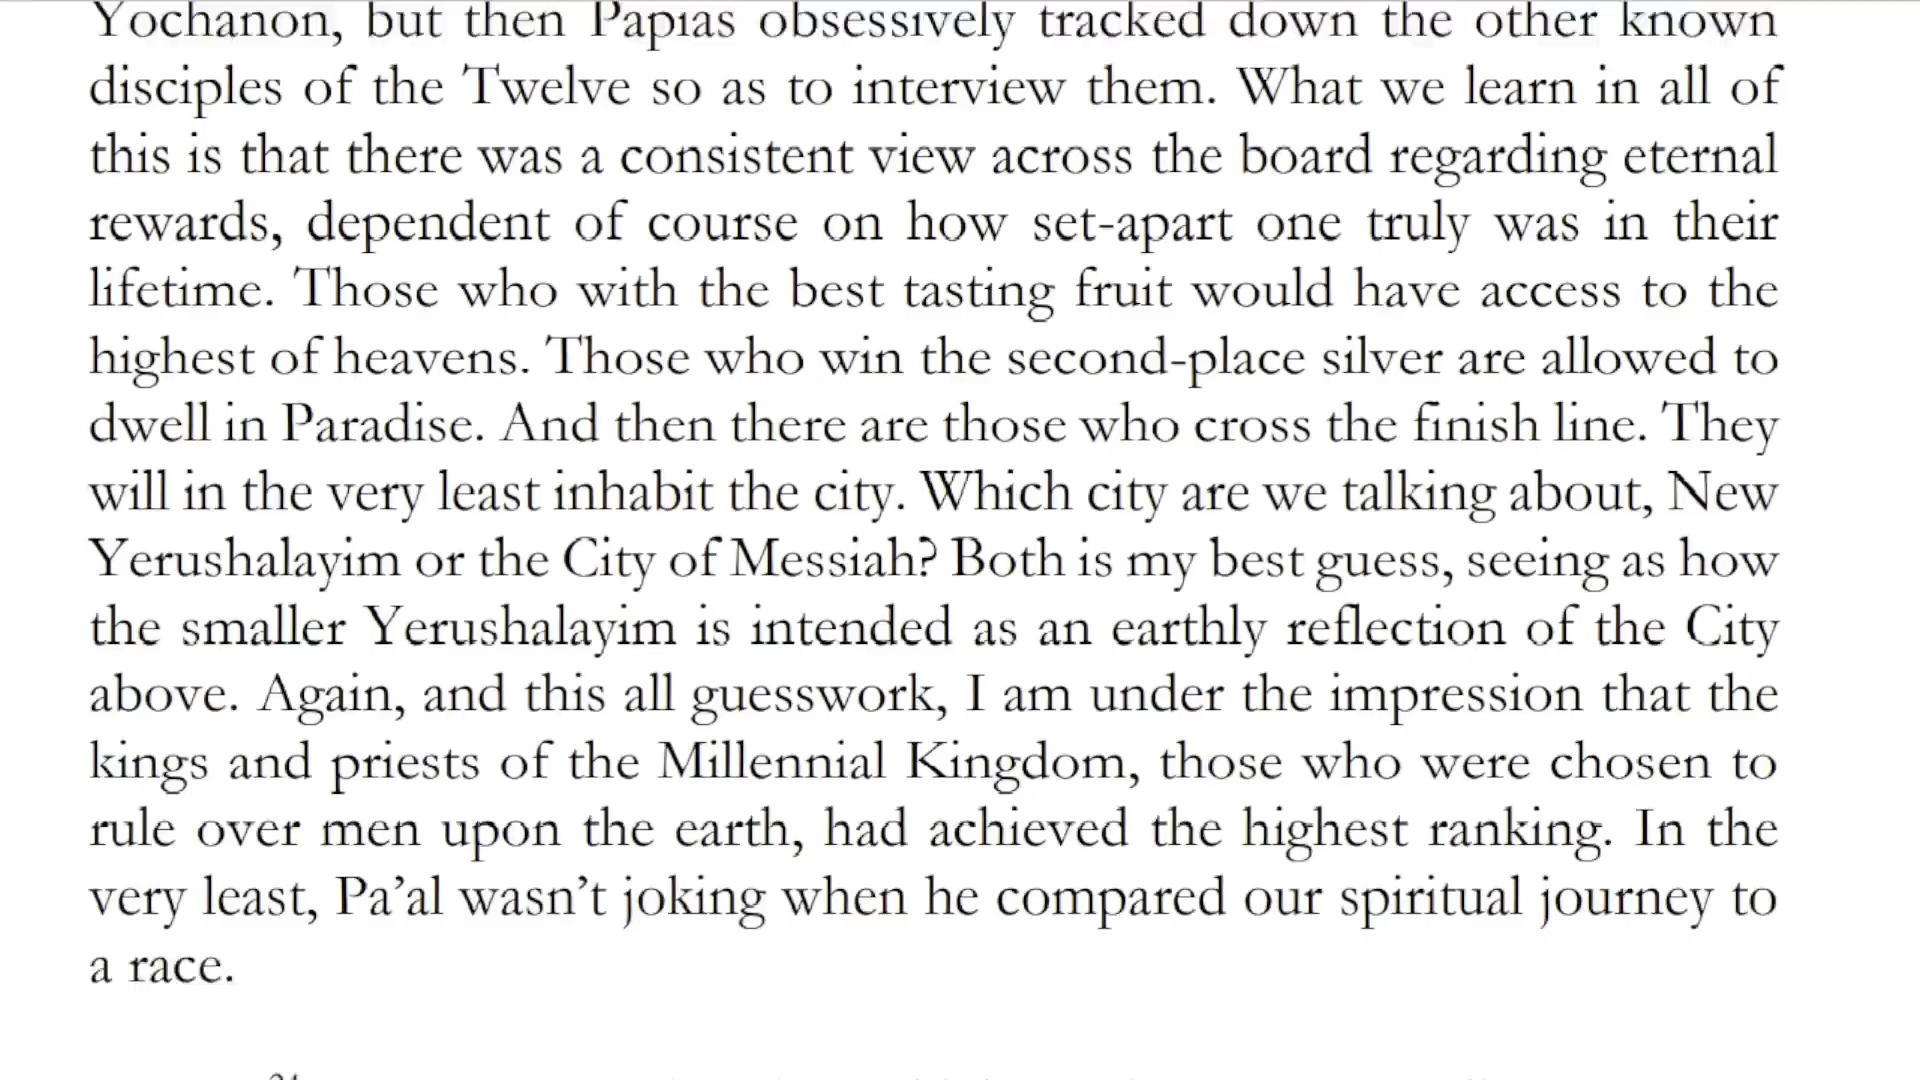 Yochanon, but then Papias obsessively tracked down the other known
disciples of the Twelve so as to interview them. What we learn in all of
this is that there was a consistent view across the board regarding eternal
rewards, dependent of course on how set-apart one truly was in their
lifetime. Those who with the best tasting fruit would have access to the
highest of heavens. Those who win the second-place silver are allowed to
dwell in Paradise. And then there are those who cross the finish line. They
will in the very least inhabit the city. Which city are we talking about, New
Yerushalayim or the City of Messiah? Both is my best guess, seeing as how
the smaller Yerushalayim is intended as an earthly reflection of the City
above. Again, and this all guesswork, I am under the impression that the
kings and priests of the Millennial Kingdom, those who were chosen to
rule over men upon the earth, had achieved the highest ranking. In the
very least, Pa’al wasn’t joking when he compared our spiritual journey to
a race.